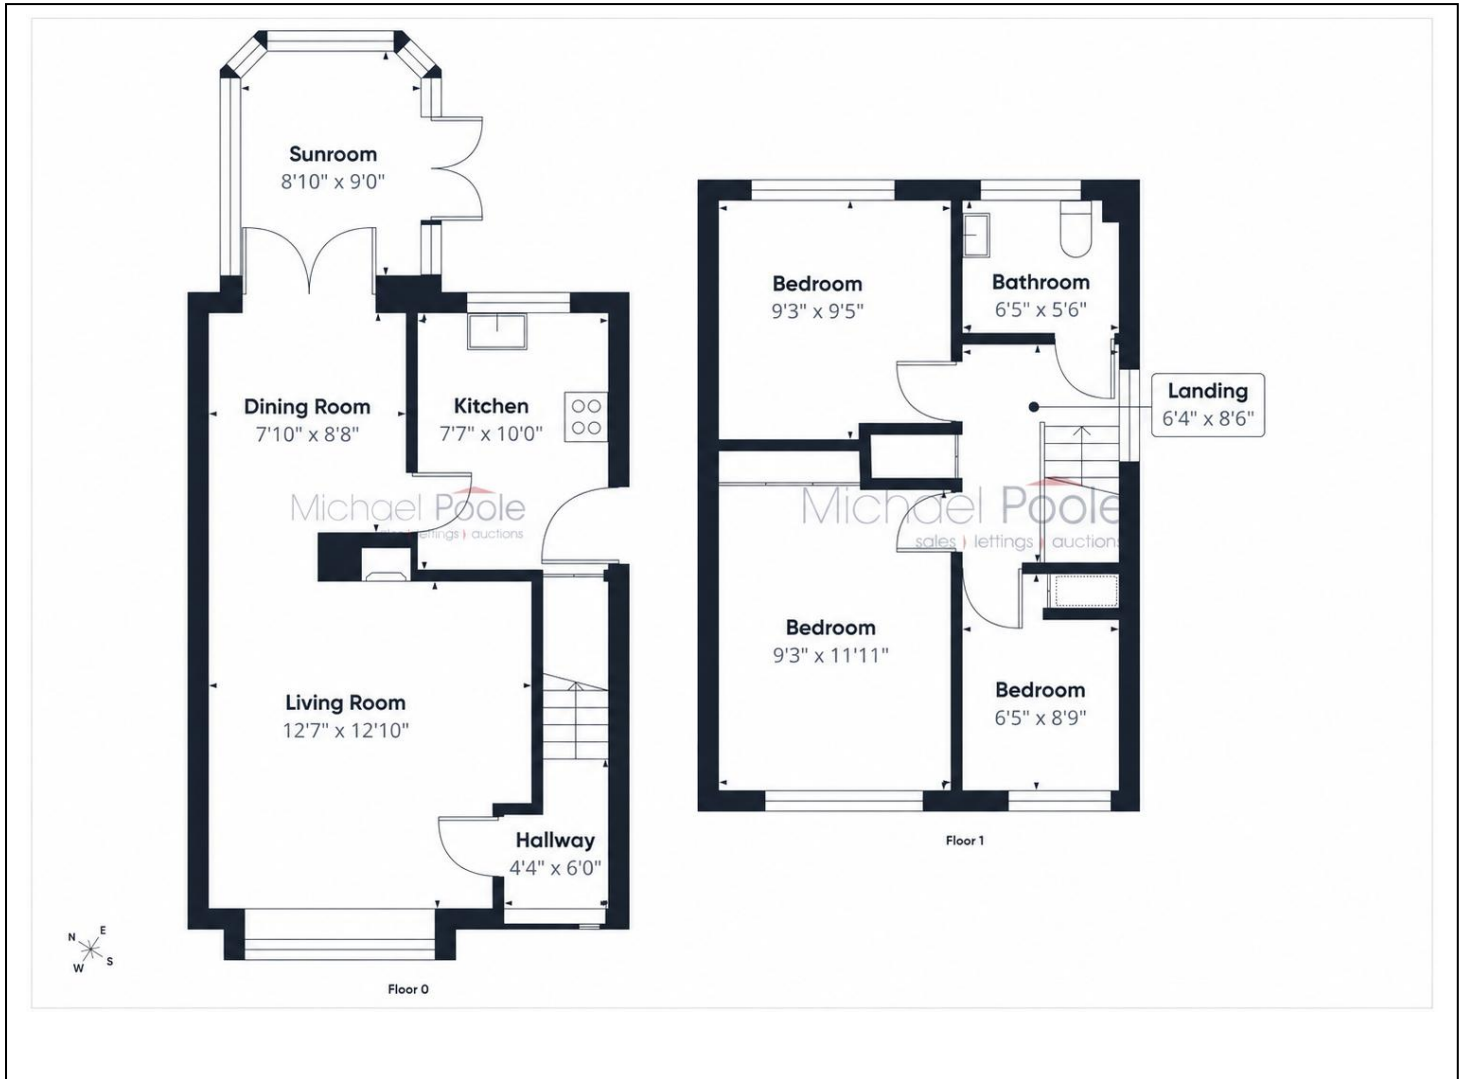 Sunroom
8'10" x 9'0"
Dining Room
7'10" x 8'8"
Kitchen
7'7" x 10'0"
Michael Poole
lettings ) auctions
Living Room
12'7" x 12'10"
Hallway
4'4" x 6'0"
N
E
S
W
Floor 0
Bedroom
9'3" x 9'5"
Bathroom
6'5" x 5'6"
Landing
6'4" x 8'6"
Michael Poole
sales ) lettings ) auctions
Bedroom
9'3" x 11'11"
Bedroom
6'5" x 8'9"
Floor 1